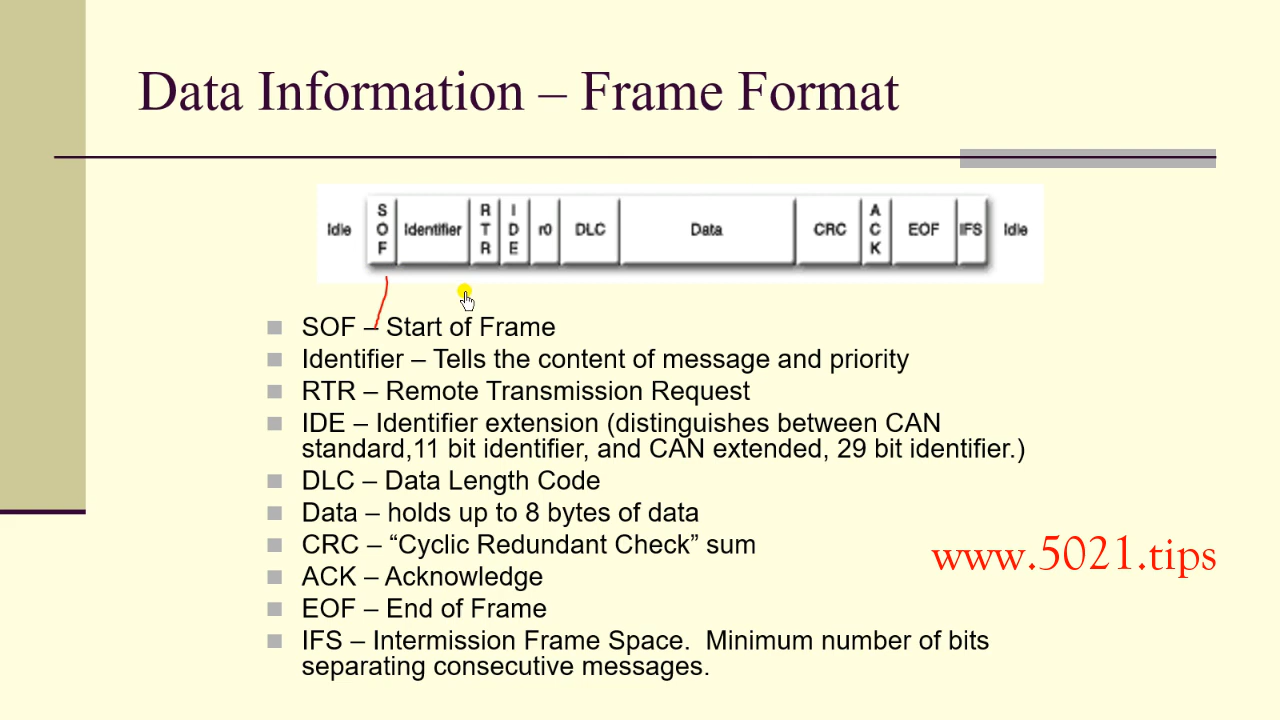 Data Information – Frame Format
Idle SOF Identifier RTR IDE r0 DLC Data CRC ACK EOF IFS Idle
SOF – Start of Frame
Identifier – Tells the content of message and priority
RTR – Remote Transmission Request
IDE – Identifier extension (distinguishes between CAN
standard,11 bit identifier, and CAN extended, 29 bit identifier.)
DLC – Data Length Code
Data – holds up to 8 bytes of data
CRC – “Cyclic Redundant Check” sum
www.5021.tips
ACK – Acknowledge
EOF – End of Frame
IFS – Intermission Frame Space.  Minimum number of bits
separating consecutive messages.